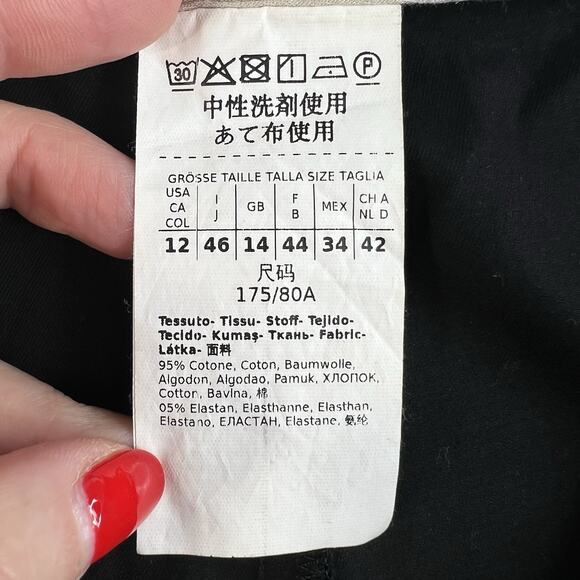 30 P
中性洗剤使用
あて布使用
GRÖSSE TAILLE TALLA SIZE TAGLIA
USA CA COL I J GB F B MEX CH A NL D
12 46 14 44 34 42
尺码
175/80A
Tessuto- Tissu- Stoff- Tejido-
Tecido- Kumaş- Ткань- Fabric-
Látka- 面料
95% Cotone, Coton, Baumwolle,
Algodon, Algodao, Pamuk, ХЛОПОК,
Cotton, Bavlna, 棉
05% Elastan, Elasthanne, Elasthan,
Elastano, ЕЛАСТАН, Elastane, 氨纶